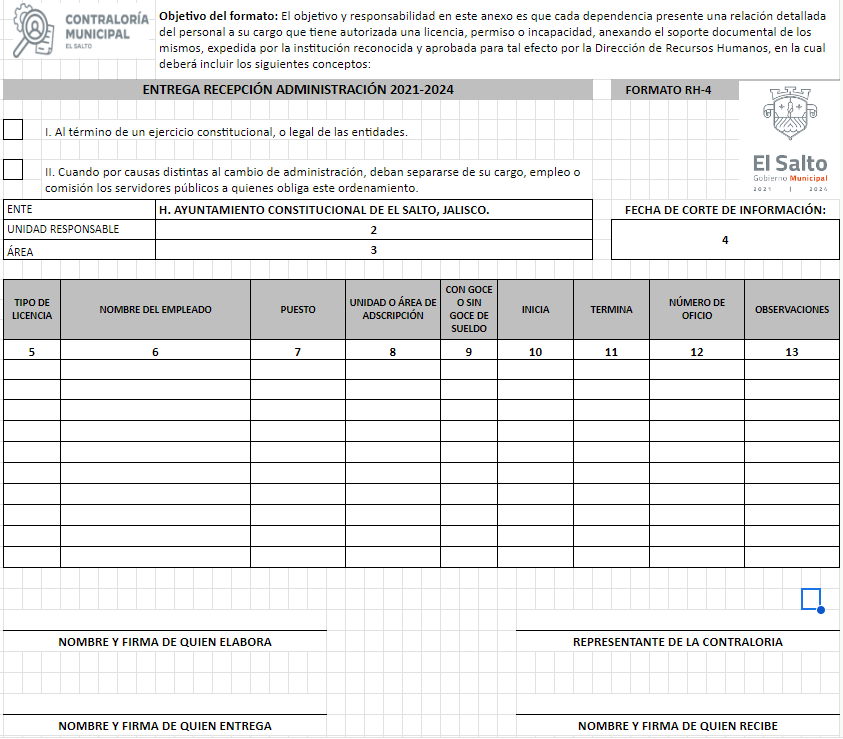 CONTRALORÍA
MUNICIPAL
EL SALTO
Objetivo del formato: El objetivo y responsabilidad en este anexo es que cada dependencia presente una relación detallada
del personal a su cargo que tiene autorizada una licencia, permiso o incapacidad, anexando el soporte documental de los
mismos, expedida por la institución reconocida y aprobada para tal efecto por la Dirección de Recursos Humanos, en la cual
deberá incluir los siguientes conceptos:
ENTREGA RECEPCIÓN ADMINISTRACIÓN 2021-2024
FORMATO RH-4
I. Al término de un ejercicio constitucional, o legal de las entidades.
II. Cuando por causas distintas al cambio de administración, deban separarse de su cargo, empleo o
comisión los servidores públicos a quienes obliga este ordenamiento.
El Salto
Gobierno Municipal
2021 | 2024
ENTE H. AYUNTAMIENTO CONSTITUCIONAL DE EL SALTO, JALISCO.
FECHA DE CORTE DE INFORMACIÓN:
UNIDAD RESPONSABLE 2
4
ÁREA 3
TIPO DE
LICENCIA
NOMBRE DEL EMPLEADO
PUESTO
UNIDAD O ÁREA DE
ADSCRIPCIÓN
CON GOCE
O SIN
GOCE DE
SUELDO
INICIA
TERMINA
NÚMERO DE
OFICIO
OBSERVACIONES
5 6 7 8 9 10 11 12 13
NOMBRE Y FIRMA DE QUIEN ELABORA
REPRESENTANTE DE LA CONTRALORIA
NOMBRE Y FIRMA DE QUIEN ENTREGA
NOMBRE Y FIRMA DE QUIEN RECIBE